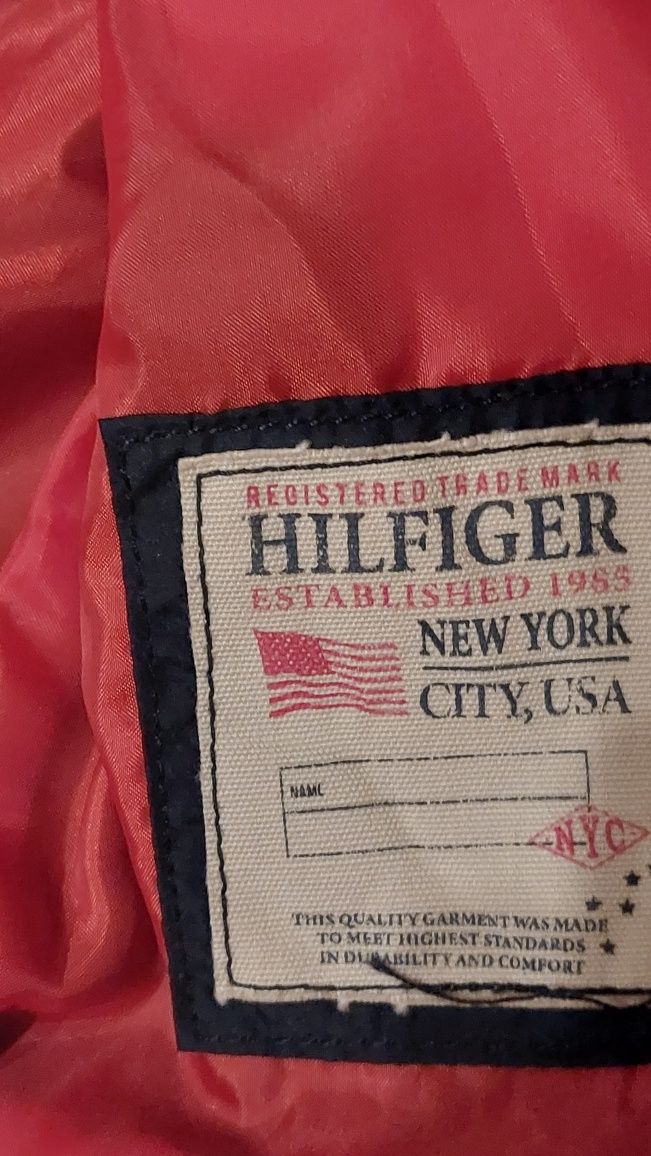 REGISTERED TRADE MARK
HILFIGER
ESTABLISHED 1985
NEW YORK
CITY, USA
NAME
NYC
THIS QUALITY GARMENT WAS MADE
TO MEET HIGHEST STANDARDS
IN DURABILITY AND COMFORT